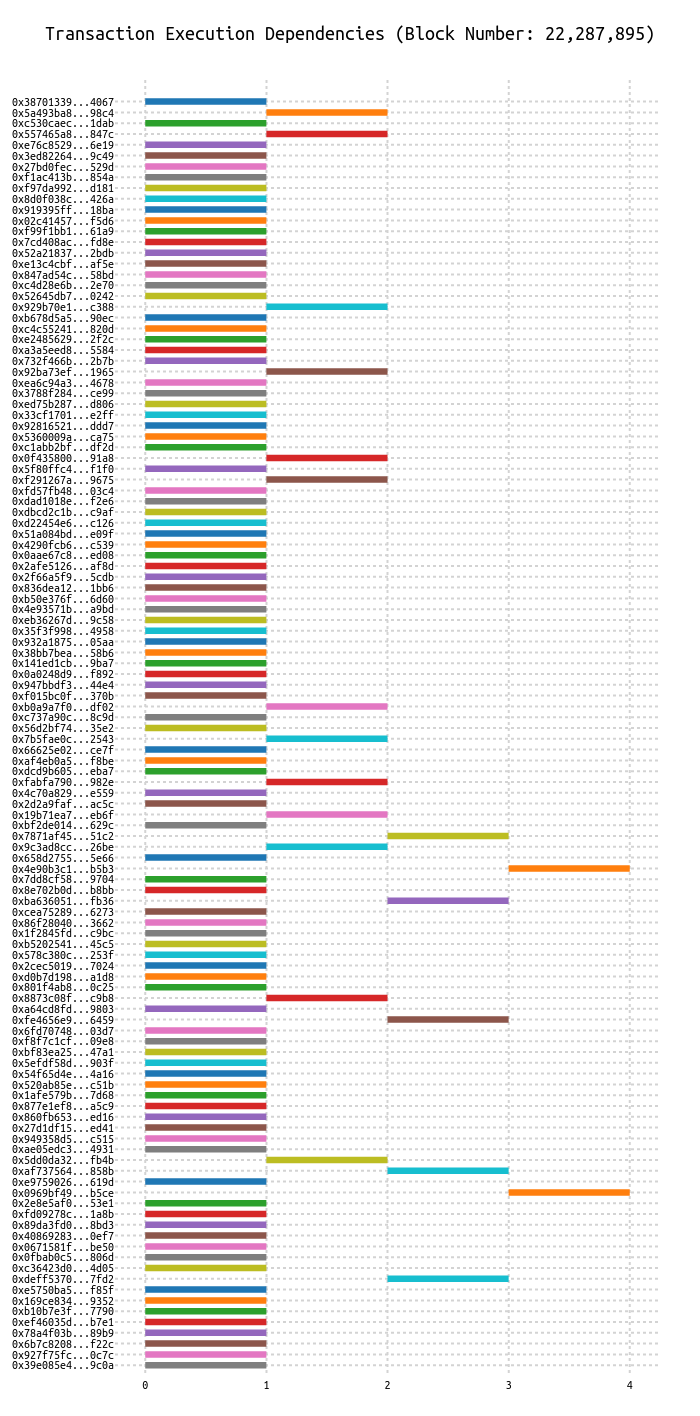 Transaction Execution Dependencies (Block Number: 22,287,895)
0x38701339...4067
0x5a493ba8...98c4
0xc530caec...1dab
0x557465a8...847c
0xe76c8529...6e19
0x3ed82264...9c49
0x27bd0fec...529d
0xf1ac413b...854a
0xf97da992...d181
0x8d0f038c...426a
0x919395ff...18ba
0x02c41457...f5d6
0xf99f1bb1...61a9
0x7cd408ac...fd8e
0x52a21837...2bdb
0xe13c4cbf...af5e
0x847ad54c...58bd
0xc4d28e6b...2e70
0x52645db7...0242
0x929b70e1...c388
0xb678d5a5...90ec
0xc4c55241...820d
0xe2485629...2f2c
0xa3a5eed8...5584
0x732f466b...2b7b
0x92ba73ef...1965
0xea6c94a3...4678
0x3788f284...ce99
0xed75b287...d806
0x33cf1701...e2ff
0x92816521...ddd7
0x5360009a...ca75
0xc1abb2bf...df2d
0x0f435800...91a8
0x5f80ffc4...f1f0
0xf291267a...9675
0xfd57fb48...03c4
0xdad1018e...f2e6
0xdbcd2c1b...c9af
0xd22454e6...c126
0x51a084bd...e09f
0x4290fcb6...c539
0x0aae67c8...ed08
0x2afe5126...af8d
0x2f66a5f9...5cdb
0x836dea12...1bb6
0xb50e376f...6d60
0x4e93571b...a9bd
0xeb36267d...9c58
0x35f3f998...4958
0x932a1875...05aa
0x38bb7bea...58b6
0x141ed1cb...9ba7
0x0a0248d9...f892
0x947bbdf3...44e4
0xf015bc0f...370b
0xb0a9a7f0...df02
0xc737a90c...8c9d
0x56d2bf74...35e2
0x7b5fae0c...2543
0x66625e02...ce7f
0xaf4eb0a5...f8be
0xdcd9b605...eba7
0xfabfa790...982e
0x4c70a829...e559
0x2d2a9faf...ac5c
0x19b71ea7...eb6f
0xbf2de014...629c
0x7871af45...51c2
0x9c3ad8cc...26be
0x658d2755...5e66
0x4e90b3c1...b5b3
0x7dd8cf58...9704
0x8e702b0d...b8bb
0xba636051...fb36
0xcea75289...6273
0x86f28040...3662
0x1f2845fd...c9bc
0xb5202541...45c5
0x578c380c...253f
0x2cec5019...7024
0xd0b7d198...a1d8
0x801f4ab8...0c25
0x8873c08f...c9b8
0xa64cd8fd...9803
0xfe4656e9...6459
0x6fd70748...03d7
0xf8f7c1cf...09e8
0xbf83ea25...47a1
0x5efdf58d...903f
0x54f65d4e...4a16
0x520ab85e...c51b
0x1afe579b...7d68
0x877e1ef8...a5c9
0x860fb653...ed16
0x27d1df15...ed41
0x949358d5...c515
0xae05edc3...4931
0x5dd0da32...fb4b
0xaf737564...858b
0xe9759026...619d
0x0969bf49...b5ce
0x2e8e5af0...53e1
0xfd09278c...1a8b
0x89da3fd0...8bd3
0x40869283...0ef7
0x0671581f...be50
0x0fbab0c5...806d
0xc36423d0...4d05
0xdeff5370...7fd2
0xe5750ba5...f85f
0x169ce834...9352
0xb10b7e3f...7790
0xef46035d...b7e1
0x78a4f03b...89b9
0x6b7c8208...f22c
0x927f75fc...0c7c
0x39e085e4...9c0a
0 1 2 3 4